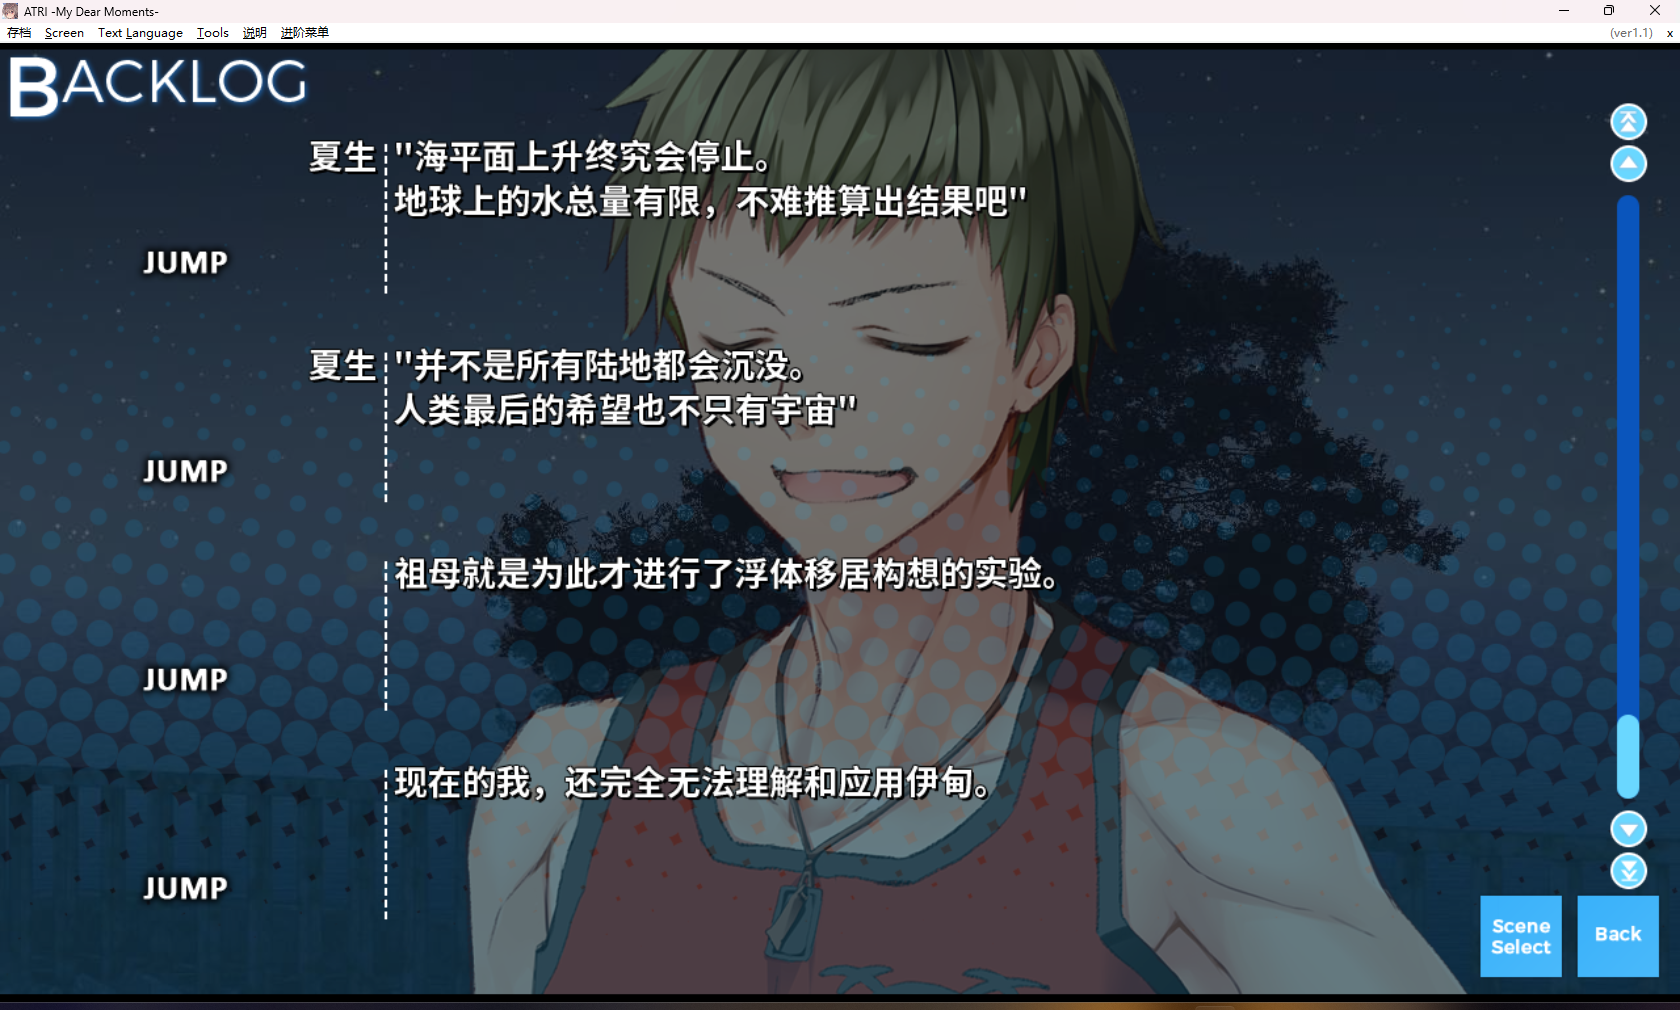 ATRI -My Dear Moments-
存档 Screen Text Language Tools 说明 进阶菜单 (ver1.1) x
BACKLOG
夏生 "海平面上升终究会停止。
地球上的水总量有限，不难推算出结果吧"
JUMP
夏生 "并不是所有陆地都会沉没。
人类最后的希望也不只有宇宙"
JUMP
祖母就是为此才进行了浮体移居构想的实验。
JUMP
现在的我，还完全无法理解和应用伊甸。
JUMP
Scene
Select
Back